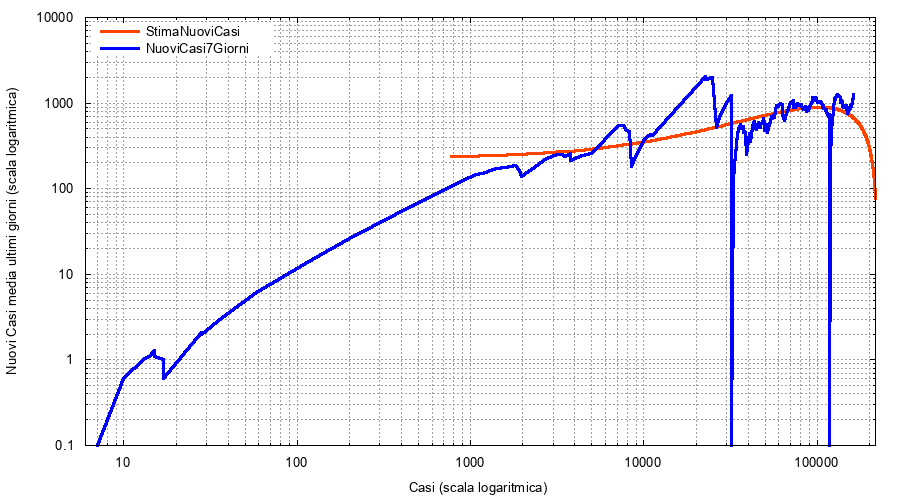 StimaNuoviCasi
NuoviCasi7Giorni
Nuovi Casi media ultimi giorni (scala logaritmica)
10000
1000
100
10
1
0.1
10 100 1000 10000 100000
Casi (scala logaritmica)